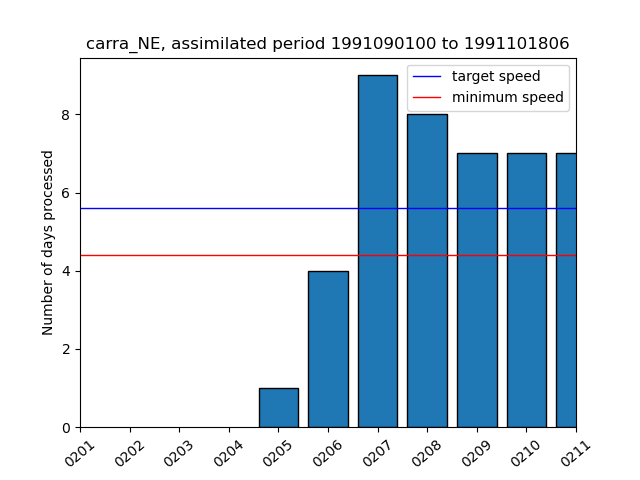 carra_NE, assimilated period 1991090100 to 1991101806
target speed
minimum speed
Number of days processed
8
6
4
2
0
0201 0202 0203 0204 0205 0206 0207 0208 0209 0210 0211